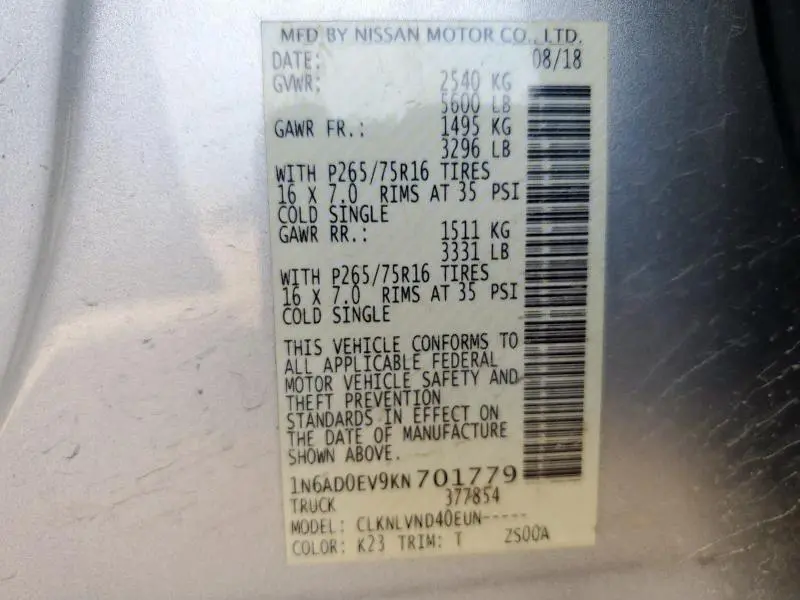 MFD BY NISSAN MOTOR CO., LTD.
DATE: 08/18
GVWR: 2540 KG
5600 LB
GAWR FR.: 1495 KG
3296 LB
WITH P265/75R16 TIRES
16 X 7.0 RIMS AT 35 PSI
COLD SINGLE
GAWR RR.: 1511 KG
3331 LB
WITH P265/75R16 TIRES
16 X 7.0 RIMS AT 35 PSI
COLD SINGLE
THIS VEHICLE CONFORMS TO
ALL APPLICABLE FEDERAL
MOTOR VEHICLE SAFETY AND
THEFT PREVENTION
STANDARDS IN EFFECT ON
THE DATE OF MANUFACTURE
SHOWN ABOVE.
1N6AD0EV9KN701779
TRUCK 377854
MODEL: CLKNLVND40EUN-----
COLOR: K23 TRIM: T ZS00A